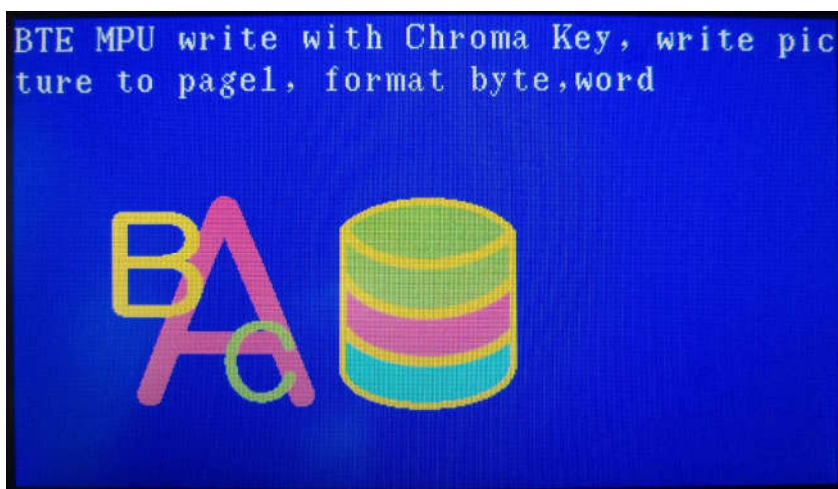 BTE MPU write with Chroma Key, write pic
ture to page1, format byte,word
B
A
C